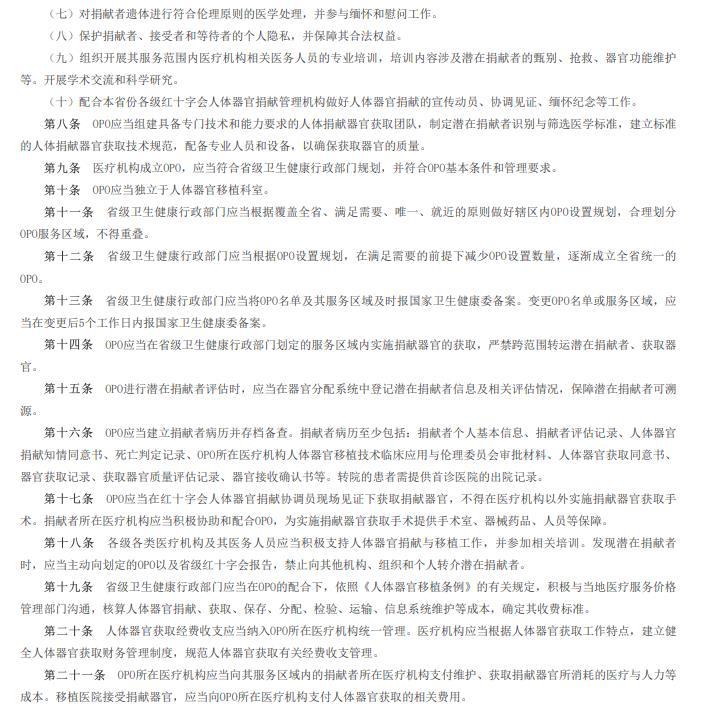 （七）对捐献者遗体进行符合伦理原则的医学处理，并参与缅怀和慰问工作。
（八）保护捐献者、接受者和等待者的个人隐私，并保障其合法权益。
（九）组织开展其服务范围内医疗机构相关医务人员的专业培训，培训内容涉及潜在捐献者的甄别、抢救、器官功能维护
等。开展学术交流和科学研究。
（十）配合本省份各级红十字会人体器官捐献管理机构做好人体器官捐献的宣传动员、协调见证、缅怀纪念等工作。
第八条　OPO应当组建具备专门技术和能力要求的人体捐献器官获取团队，制定潜在捐献者识别与筛选医学标准，建立标准
的人体捐献器官获取技术规范，配备专业人员和设备，以确保获取器官的质量。
第九条　医疗机构成立OPO，应当符合省级卫生健康行政部门规划，并符合OPO基本条件和管理要求。
第十条　OPO应当独立于人体器官移植科室。
第十一条　省级卫生健康行政部门应当根据覆盖全省、满足需要、唯一、就近的原则做好辖区内OPO设置规划，合理划分
OPO服务区域，不得重叠。
第十二条　省级卫生健康行政部门应当根据OPO设置规划，在满足需要的前提下减少OPO设置数量，逐渐成立全省统一的
OPO。
第十三条　省级卫生健康行政部门应当将OPO名单及其服务区域及时报国家卫生健康委备案。变更OPO名单或服务区域，应
当在变更后5个工作日内报国家卫生健康委备案。
第十四条　OPO应当在省级卫生健康行政部门划定的服务区域内实施捐献器官的获取，严禁跨范围转运潜在捐献者、获取器
官。
第十五条　OPO进行潜在捐献者评估时，应当在器官分配系统中登记潜在捐献者信息及相关评估情况，保障潜在捐献者可溯
源。
第十六条　OPO应当建立捐献者病历并存档备查。捐献者病历至少包括：捐献者个人基本信息、捐献者评估记录、人体器官
捐献知情同意书、死亡判定记录、OPO所在医疗机构人体器官移植技术临床应用与伦理委员会审批材料、人体器官获取同意书、
器官获取记录、获取器官质量评估记录、器官接收确认书等。转院的患者需提供首诊医院的出院记录。
第十七条　OPO应当在红十字会人体器官捐献协调员现场见证下获取捐献器官，不得在医疗机构以外实施捐献器官获取手
术。捐献者所在医疗机构应当积极协助和配合OPO，为实施捐献器官获取手术提供手术室、器械药品、人员等保障。
第十八条　各级各类医疗机构及其医务人员应当积极支持人体器官捐献与移植工作，并参加相关培训。发现潜在捐献者
时，应当主动向划定的OPO以及省级红十字会报告，禁止向其他机构、组织和个人转介潜在捐献者。
第十九条　省级卫生健康行政部门应当在OPO的配合下，依照《人体器官移植条例》的有关规定，积极与当地医疗服务价格
管理部门沟通，核算人体器官捐献、获取、保存、分配、检验、运输、信息系统维护等成本，确定其收费标准。
第二十条　人体器官获取经费收支应当纳入OPO所在医疗机构统一管理。医疗机构应当根据人体器官获取工作特点，建立健
全人体器官获取财务管理制度，规范人体器官获取有关经费收支管理。
第二十一条　OPO所在医疗机构应当向其服务区域内的捐献者所在医疗机构支付维护、获取捐献器官所消耗的医疗与人力等
成本。移植医院接受捐献器官，应当向OPO所在医疗机构支付人体器官获取的相关费用。